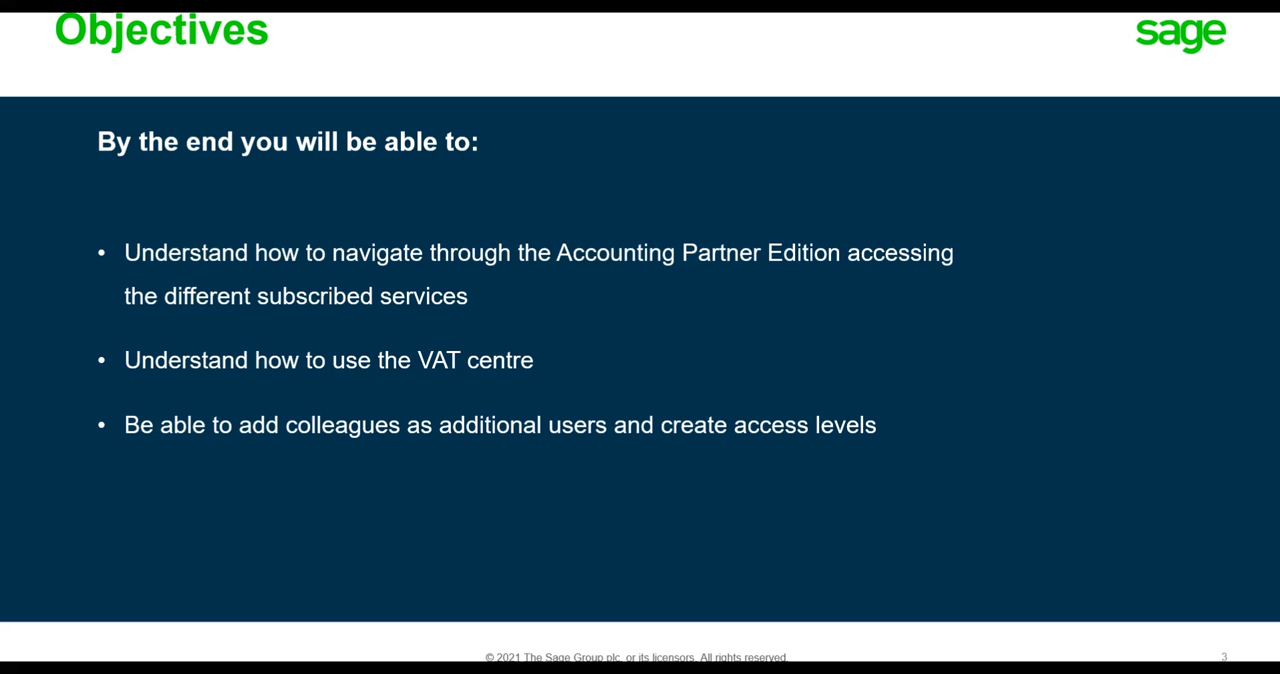 Objectives
sage
By the end you will be able to:
• Understand how to navigate through the Accounting Partner Edition accessing
the different subscribed services
• Understand how to use the VAT centre
• Be able to add colleagues as additional users and create access levels
© 2021 The Sage Group plc, or its licensors. All rights reserved.
3